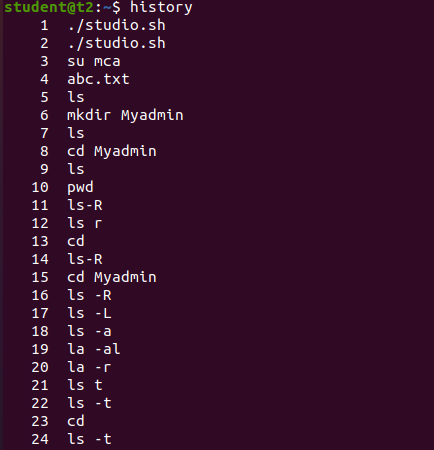 student@t2:~$ history
1 ./studio.sh
2 ./studio.sh
3 su mca
4 abc.txt
5 ls
6 mkdir Myadmin
7 ls
8 cd Myadmin
9 ls
10 pwd
11 ls-R
12 ls r
13 cd
14 ls-R
15 cd Myadmin
16 ls -R
17 ls -L
18 ls -a
19 la -al
20 la -r
21 ls t
22 ls -t
23 cd
24 ls -t